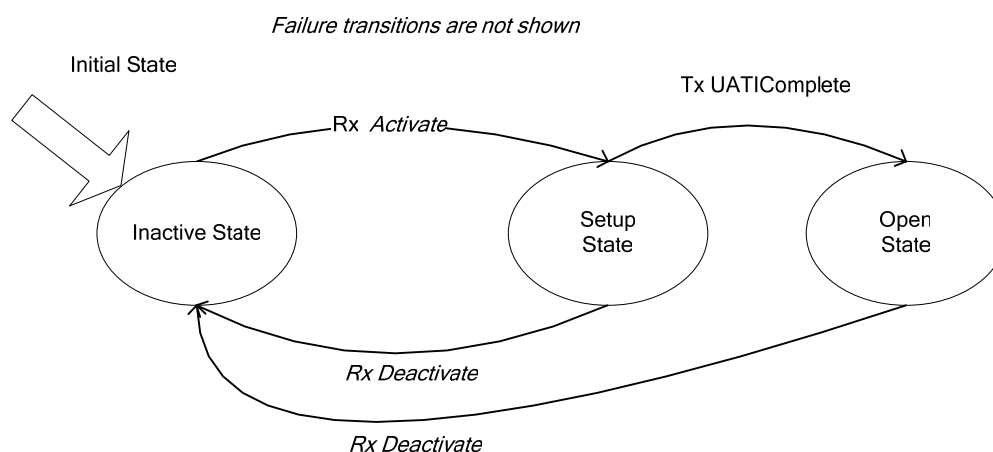 Failure transitions are not shown
Initial State
Tx UATIComplete
Rx Activate
Inactive State
Setup
State
Open
State
Rx Deactivate
Rx Deactivate